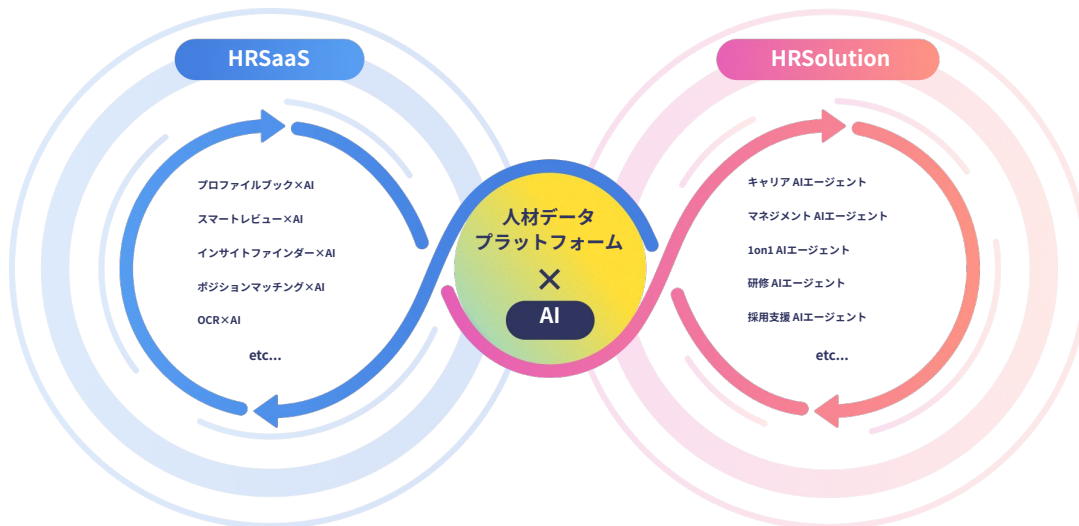 HRSaaS
プロファイルブック×AI
スマートレビュー×AI
インサイトファインダー×AI
ポジションマッチング×AI
OCR×AI
etc...
人材データ
プラットフォーム
×
AI
HRSolution
キャリア AIエージェント
マネジメント AIエージェント
1on1 AIエージェント
研修 AIエージェント
採用支援 AIエージェント
etc...